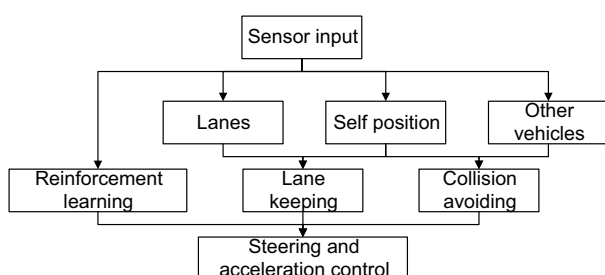 Sensor input
Lanes
Self position
Other
vehicles
Reinforcement
learning
Lane
keeping
Collision
avoiding
Steering and
acceleration control